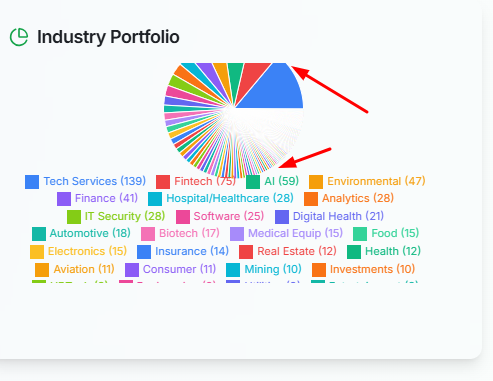 Industry Portfolio
Tech Services (139) Fintech (75) AI (59) Environmental (47)
Finance (41) Hospital/Healthcare (28) Analytics (28)
IT Security (28) Software (25) Digital Health (21)
Automotive (18) Biotech (17) Medical Equip (15) Food (15)
Electronics (15) Insurance (14) Real Estate (12) Health (12)
Aviation (11) Consumer (11) Mining (10) Investments (10)